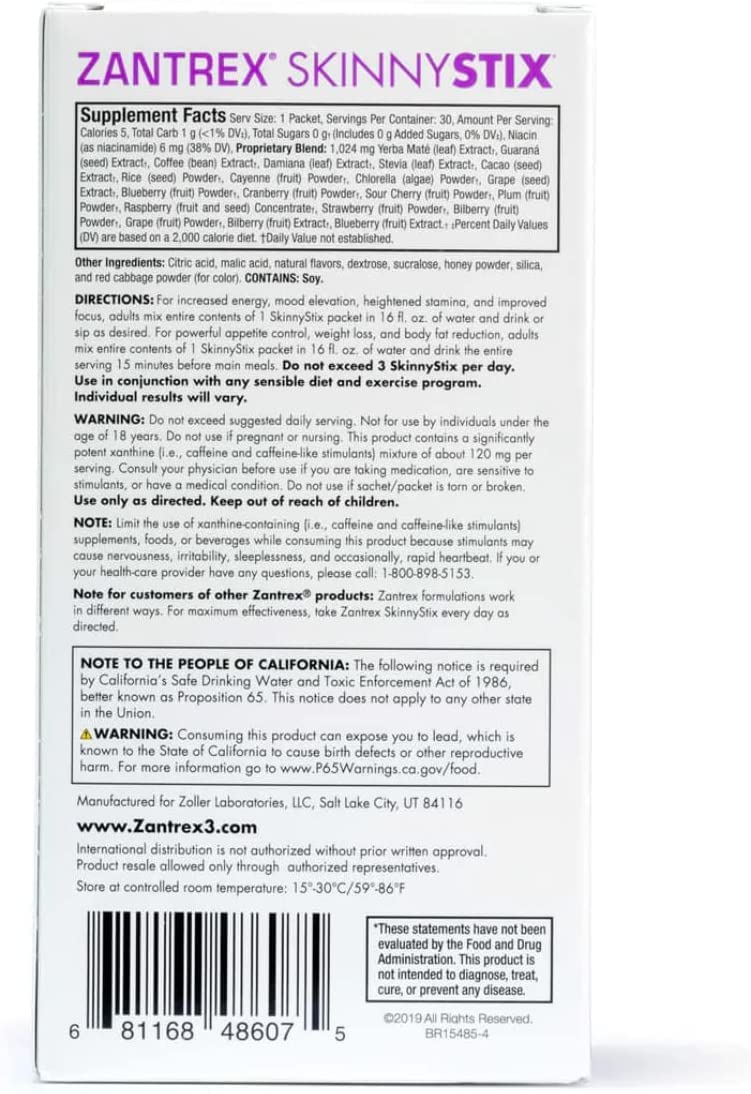 ZANTREX® SKINNYSTIX
Supplement Facts Serv Size: 1 Packet, Servings Per Container: 30, Amount Per Serving:
Calories 5, Total Carb 1 g (<1% DV‡), Total Sugars 0 g† (Includes 0 g Added Sugars, 0% DV‡), Niacin
(as niacinamide) 6 mg (38% DV), Proprietary Blend: 1,024 mg Yerba Maté (leaf) Extract†, Guaraná
(seed) Extract†, Coffee (bean) Extract†, Damiana (leaf) Extract†, Stevia (leaf) Extract†, Cacao (seed)
Extract†, Rice (seed) Powder†, Cayenne (fruit) Powder†, Chlorella (algae) Powder†, Grape (seed)
Extract†, Blueberry (fruit) Powder†, Cranberry (fruit) Powder†, Sour Cherry (fruit) Powder†, Plum (fruit)
Powder†, Raspberry (fruit and seed) Concentrate†, Strawberry (fruit) Powder†, Bilberry (fruit)
Powder†, Grape (fruit) Powder†, Bilberry (fruit) Extract†, Blueberry (fruit) Extract.† ‡Percent Daily Values
(DV) are based on a 2,000 calorie diet. †Daily Value not established.
Other Ingredients: Citric acid, malic acid, natural flavors, dextrose, sucralose, honey powder, silica,
and red cabbage powder (for color). CONTAINS: Soy.
DIRECTIONS: For increased energy, mood elevation, heightened stamina, and improved
focus, adults mix entire contents of 1 SkinnyStix packet in 16 fl. oz. of water and drink or
sip as desired. For powerful appetite control, weight loss, and body fat reduction, adults
mix entire contents of 1 SkinnyStix packet in 16 fl. oz. of water and drink the entire
serving 15 minutes before main meals. Do not exceed 3 SkinnyStix per day.
Use in conjunction with any sensible diet and exercise program.
Individual results will vary.
WARNING: Do not exceed suggested daily serving. Not for use by individuals under the
age of 18 years. Do not use if pregnant or nursing. This product contains a significantly
potent xanthine (i.e., caffeine and caffeine-like stimulants) mixture of about 120 mg per
serving. Consult your physician before use if you are taking medication, are sensitive to
stimulants, or have a medical condition. Do not use if sachet/packet is torn or broken.
Use only as directed. Keep out of reach of children.
NOTE: Limit the use of xanthine-containing (i.e., caffeine and caffeine-like stimulants)
supplements, foods, or beverages while consuming this product because stimulants may
cause nervousness, irritability, sleeplessness, and occasionally, rapid heartbeat. If you or
your health-care provider have any questions, please call: 1-800-898-5153.
Note for customers of other Zantrex® products: Zantrex formulations work
in different ways. For maximum effectiveness, take Zantrex SkinnyStix every day as
directed.
NOTE TO THE PEOPLE OF CALIFORNIA: The following notice is required
by California's Safe Drinking Water and Toxic Enforcement Act of 1986,
better known as Proposition 65. This notice does not apply to any other state
in the Union.
⚠WARNING: Consuming this product can expose you to lead, which is
known to the State of California to cause birth defects or other reproductive
harm. For more information go to www.P65Warnings.ca.gov/food.
Manufactured for Zoller Laboratories, LLC, Salt Lake City, UT 84116
www.Zantrex3.com
International distribution is not authorized without prior written approval.
Product resale allowed only through authorized representatives.
Store at controlled room temperature: 15°-30°C/59°-86°F
*These statements have not been
evaluated by the Food and Drug
Administration. This product is
not intended to diagnose, treat,
cure, or prevent any disease.
6 81168 48607 5
©2019 All Rights Reserved.
BR15485-4